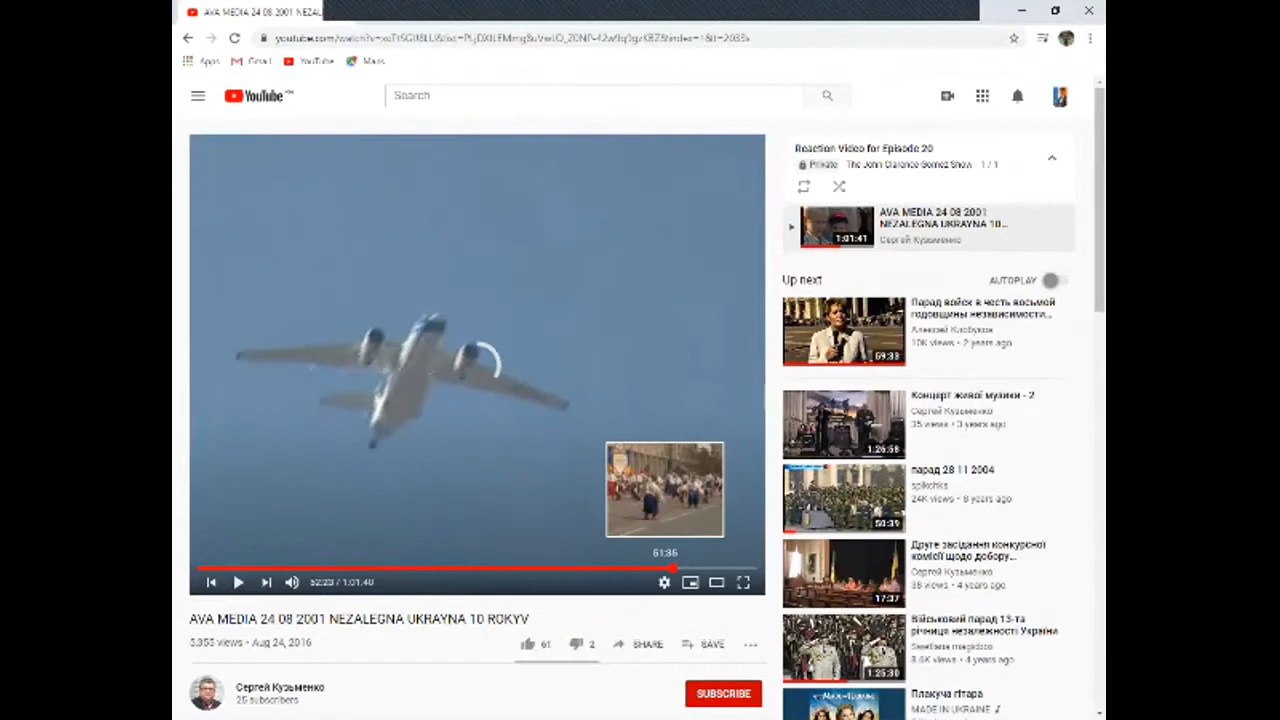 AVA MEDIA 24 08 2001 NEZAL
Apps
Gmail
YouTube
Maps
YouTube
Search
Reaction Video for Episode 20
Private
The John Clarence Gomez Show - 1 / 1
AVA MEDIA 24 08 2001
NEZALEGNA UKRAYNA 10...
Сергей Кузьменко
1:01:41
Up next
AUTOPLAY
Парад войск в честь восьмой
годовщины независимости...
Алексей Клобуков
10K views • 2 years ago
59:33
Концерт живої музики - 2
Сергей Кузьменко
35 views • 3 years ago
1:26:58
парад 28 11 2004
spikchks
24K views • 8 years ago
50:39
Друге засідання конкурсної
комісії щодо добору...
Сергей Кузьменко
38 views • 4 years ago
17:37
Військовий парад 13-та
річниця незалежності України
Swetlana magidzco
8.6K views • 4 years ago
1:25:30
Плакуча гітара
MADE IN UKRAINE
51:35
52:23 / 1:01:40
AVA MEDIA 24 08 2001 NEZALEGNA UKRAYNA 10 ROKYV
5,355 views • Aug 24, 2016
61
2
SHARE
SAVE
Сергей Кузьменко
25 subscribers
SUBSCRIBE